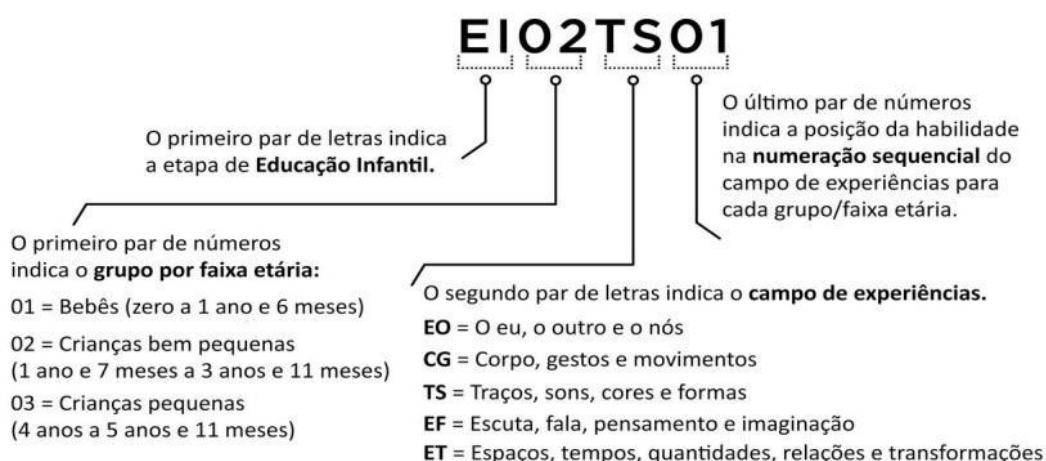 EI02TS01
O primeiro par de letras indica
a etapa de Educação Infantil.
O último par de números
indica a posição da habilidade
na numeração sequencial do
campo de experiências para
cada grupo/faixa etária.
O primeiro par de números
indica o grupo por faixa etária:
01 = Bebês (zero a 1 ano e 6 meses)
02 = Crianças bem pequenas
(1 ano e 7 meses a 3 anos e 11 meses)
03 = Crianças pequenas
(4 anos a 5 anos e 11 meses)
O segundo par de letras indica o campo de experiências.
EO = O eu, o outro e o nós
CG = Corpo, gestos e movimentos
TS = Traços, sons, cores e formas
EF = Escuta, fala, pensamento e imaginação
ET = Espaços, tempos, quantidades, relações e transformações